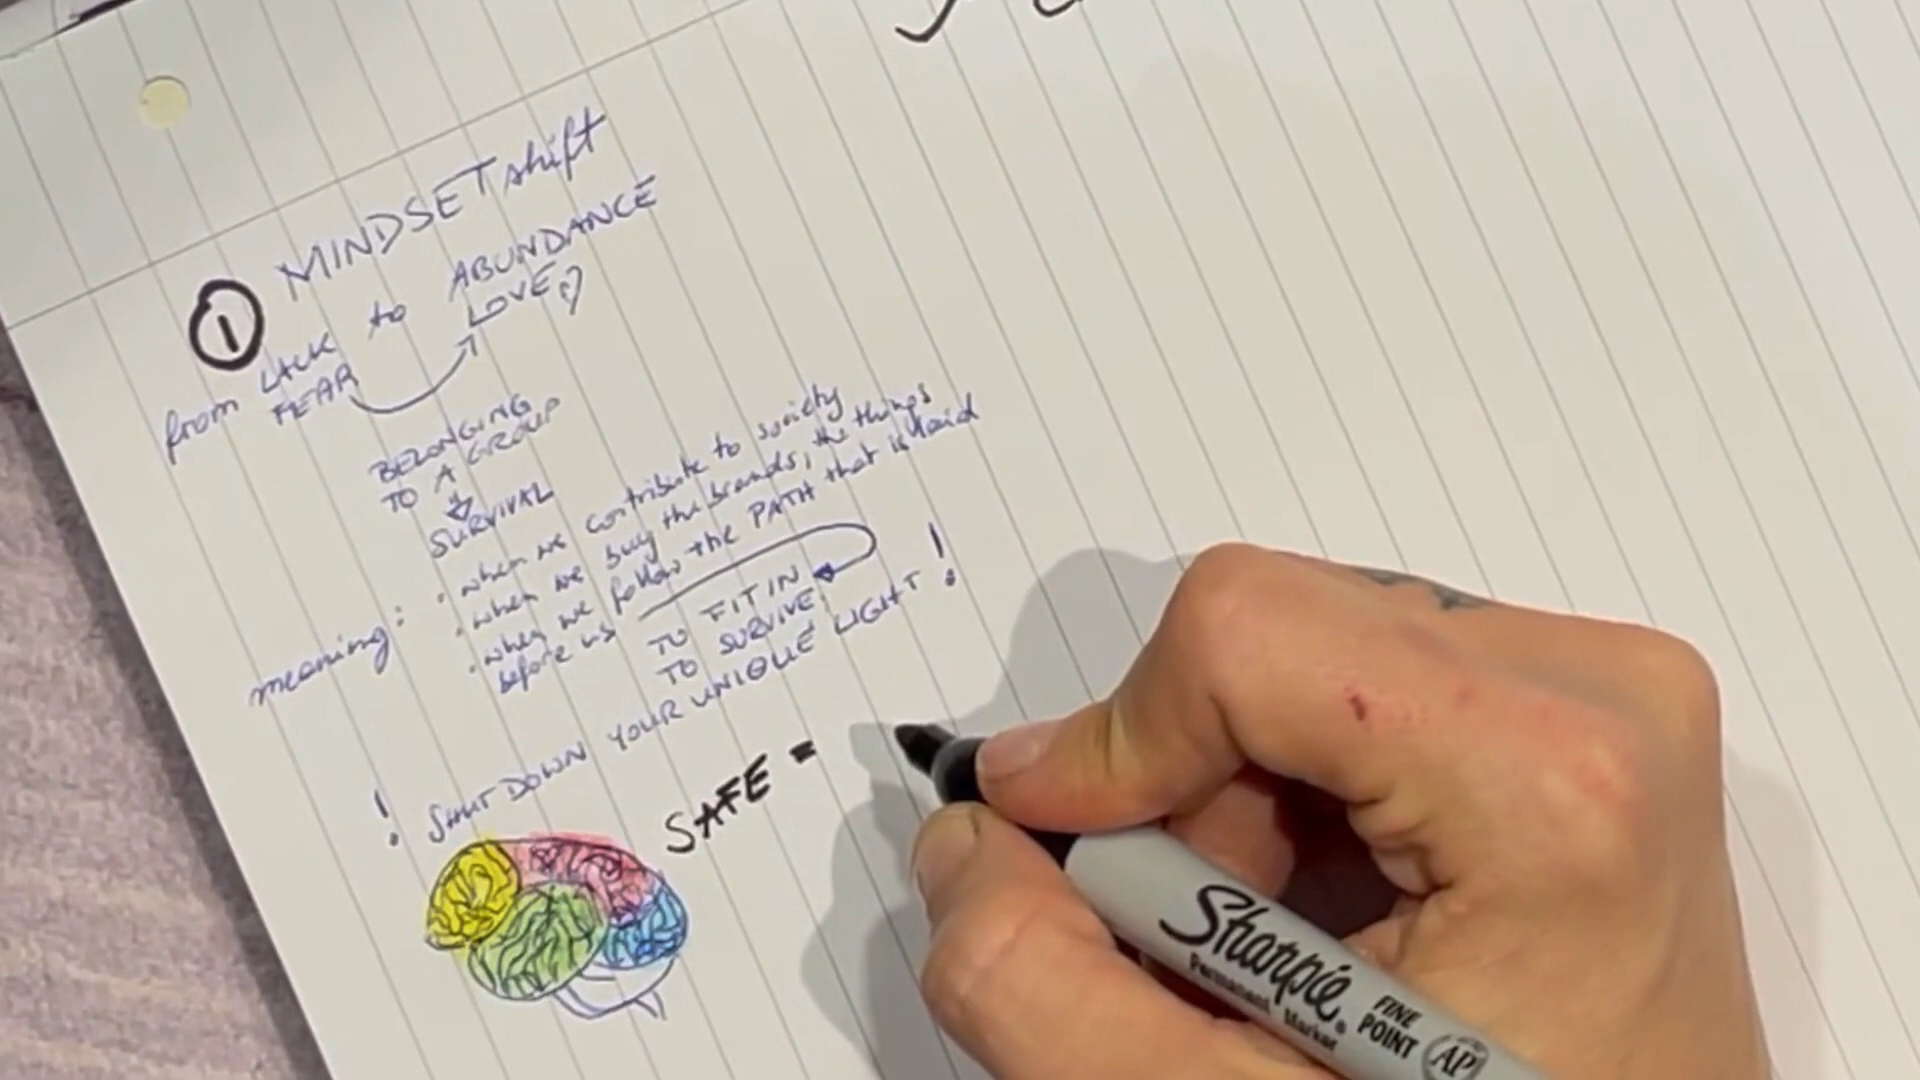 ① MINDSET shift
from LACK to ABUNDANCE
FEAR LOVE
BELONGING
TO A GROUP
SURVIVAL
meaning:
· when we contribute to society
· when we buy the brands, the things
· when we follow the PATH that is laid
before us
TO FIT IN
TO SURVIVE
! SHUT DOWN YOUR UNIQUE LIGHT !
SAFE =
Sharpie®
Permanent Marker
FINE
POINT
AP